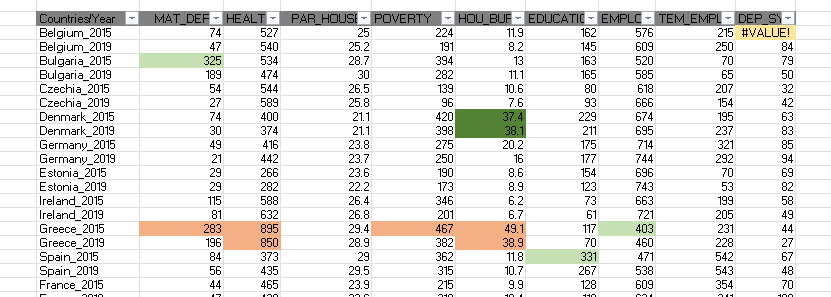 Countries/Year MAT_DEF HEALT PAR_HOUSE POVERTY HOU_BUF EDUCATIO EMPLO TEM_EMPL DEP_SY
Belgium_2015 74 527 25 224 11.9 162 576 215 #VALUE!
Belgium_2019 47 540 25.2 191 8.2 145 609 250 84
Bulgaria_2015 325 534 28.7 394 13 163 520 70 79
Bulgaria_2019 189 474 30 282 11.1 165 585 65 50
Czechia_2015 54 544 26.5 139 10.6 80 618 207 32
Czechia_2019 27 589 25.8 96 7.6 93 666 154 42
Denmark_2015 74 400 21.1 420 37.4 229 674 195 63
Denmark_2019 30 374 21.1 398 38.1 211 695 237 83
Germany_2015 49 416 23.8 275 20.2 175 714 321 85
Germany_2019 21 442 23.7 250 16 177 744 292 94
Estonia_2015 29 266 23.6 190 8.6 154 696 70 69
Estonia_2019 29 282 22.2 173 8.9 123 743 53 82
Ireland_2015 115 588 26.4 346 6.2 73 663 199 58
Ireland_2019 81 632 26.8 201 6.7 61 721 205 49
Greece_2015 283 895 29.4 467 49.1 117 403 231 44
Greece_2019 196 850 28.9 382 38.9 70 460 228 27
Spain_2015 84 373 29 362 11.8 331 471 542 67
Spain_2019 56 435 29.5 315 10.7 267 538 543 48
France_2015 44 465 23.9 215 9.9 128 609 354 70